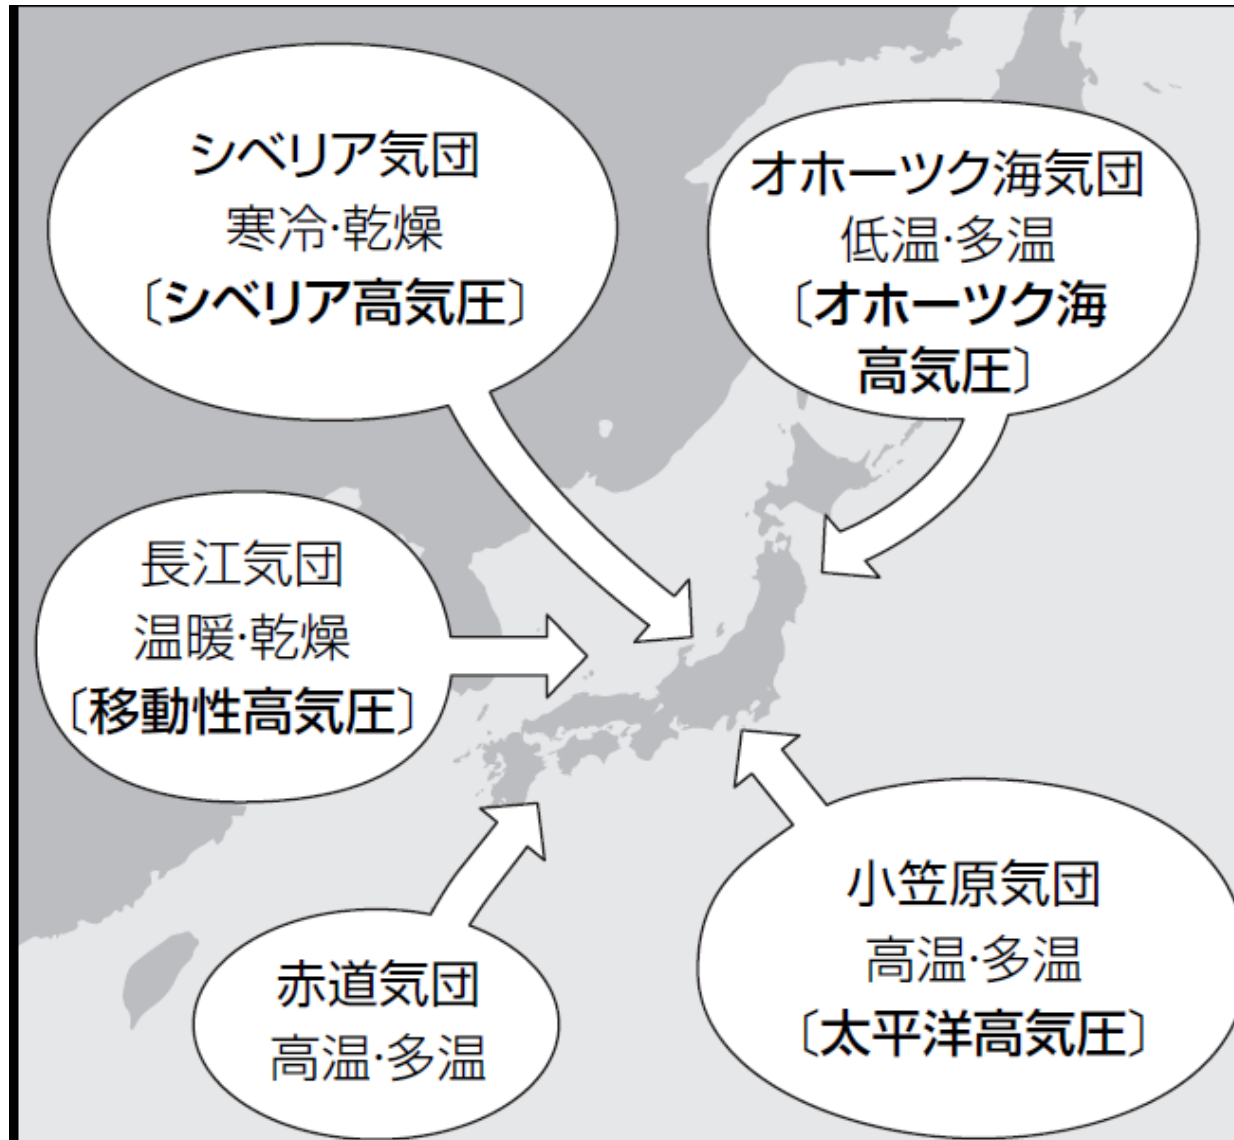 シベリア気団
寒冷・乾燥
〔シベリア高気圧〕
オホーツク海気団
低温・多温
〔オホーツク海
高気圧〕
長江気団
温暖・乾燥
〔移動性高気圧〕
小笠原気団
高温・多温
〔太平洋高気圧〕
赤道気団
高温・多温